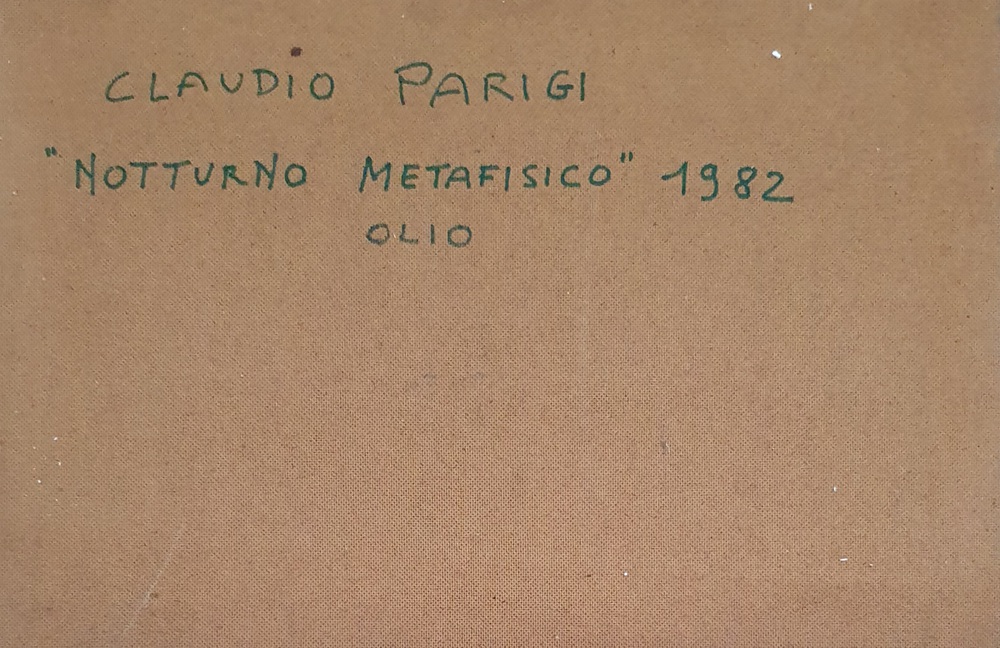 CLAUDIO PARIGI
"NOTTURNO METAFISICO" 1982
OLIO